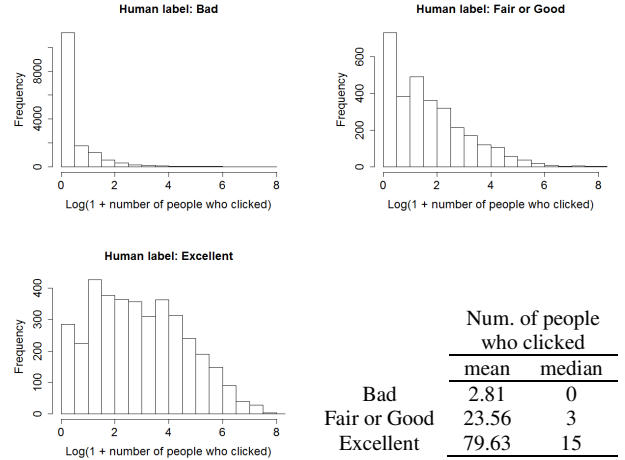 Human label: Bad
Frequency
0 4000 8000
0 2 4 6 8
Log(1 + number of people who clicked)
Human label: Fair or Good
Frequency
0 200 400 600
0 2 4 6 8
Log(1 + number of people who clicked)
Human label: Excellent
Frequency
0 100 200 300 400
0 2 4 6 8
Log(1 + number of people who clicked)
Num. of people
who clicked
mean median
Bad 2.81 0
Fair or Good 23.56 3
Excellent 79.63 15